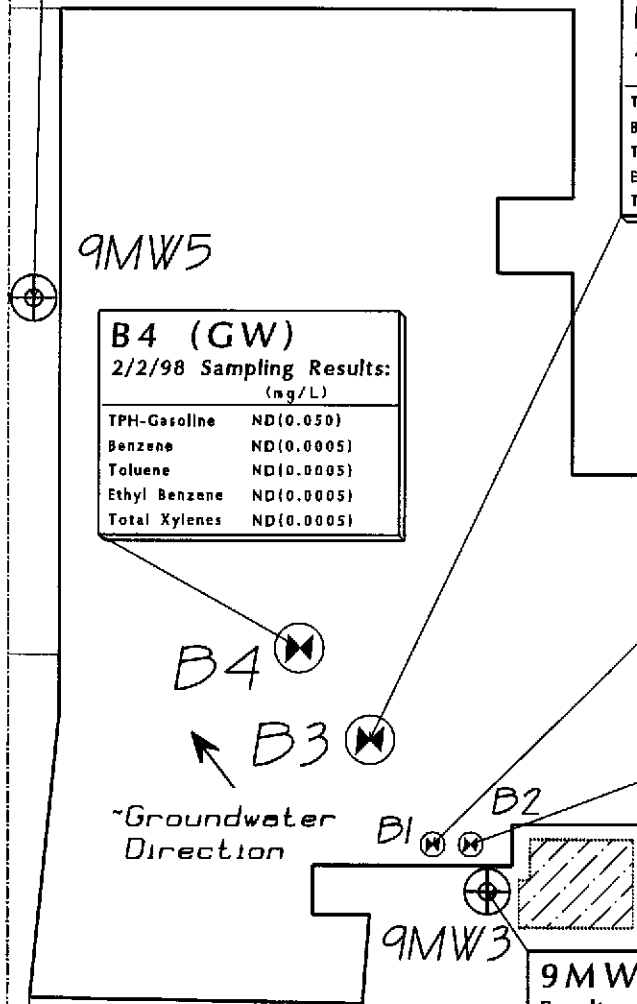 9MW5
B4 (GW)
2/2/98 Sampling Results:
(mg/L)
TPH-Gasoline ND(0.050)
Benzene ND(0.0005)
Toluene ND(0.0005)
Ethyl Benzene ND(0.0005)
Total Xylenes ND(0.0005)
B4
B3
~Groundwater
Direction
B1
B2
9MW3
9MW
T
B
T
E
T